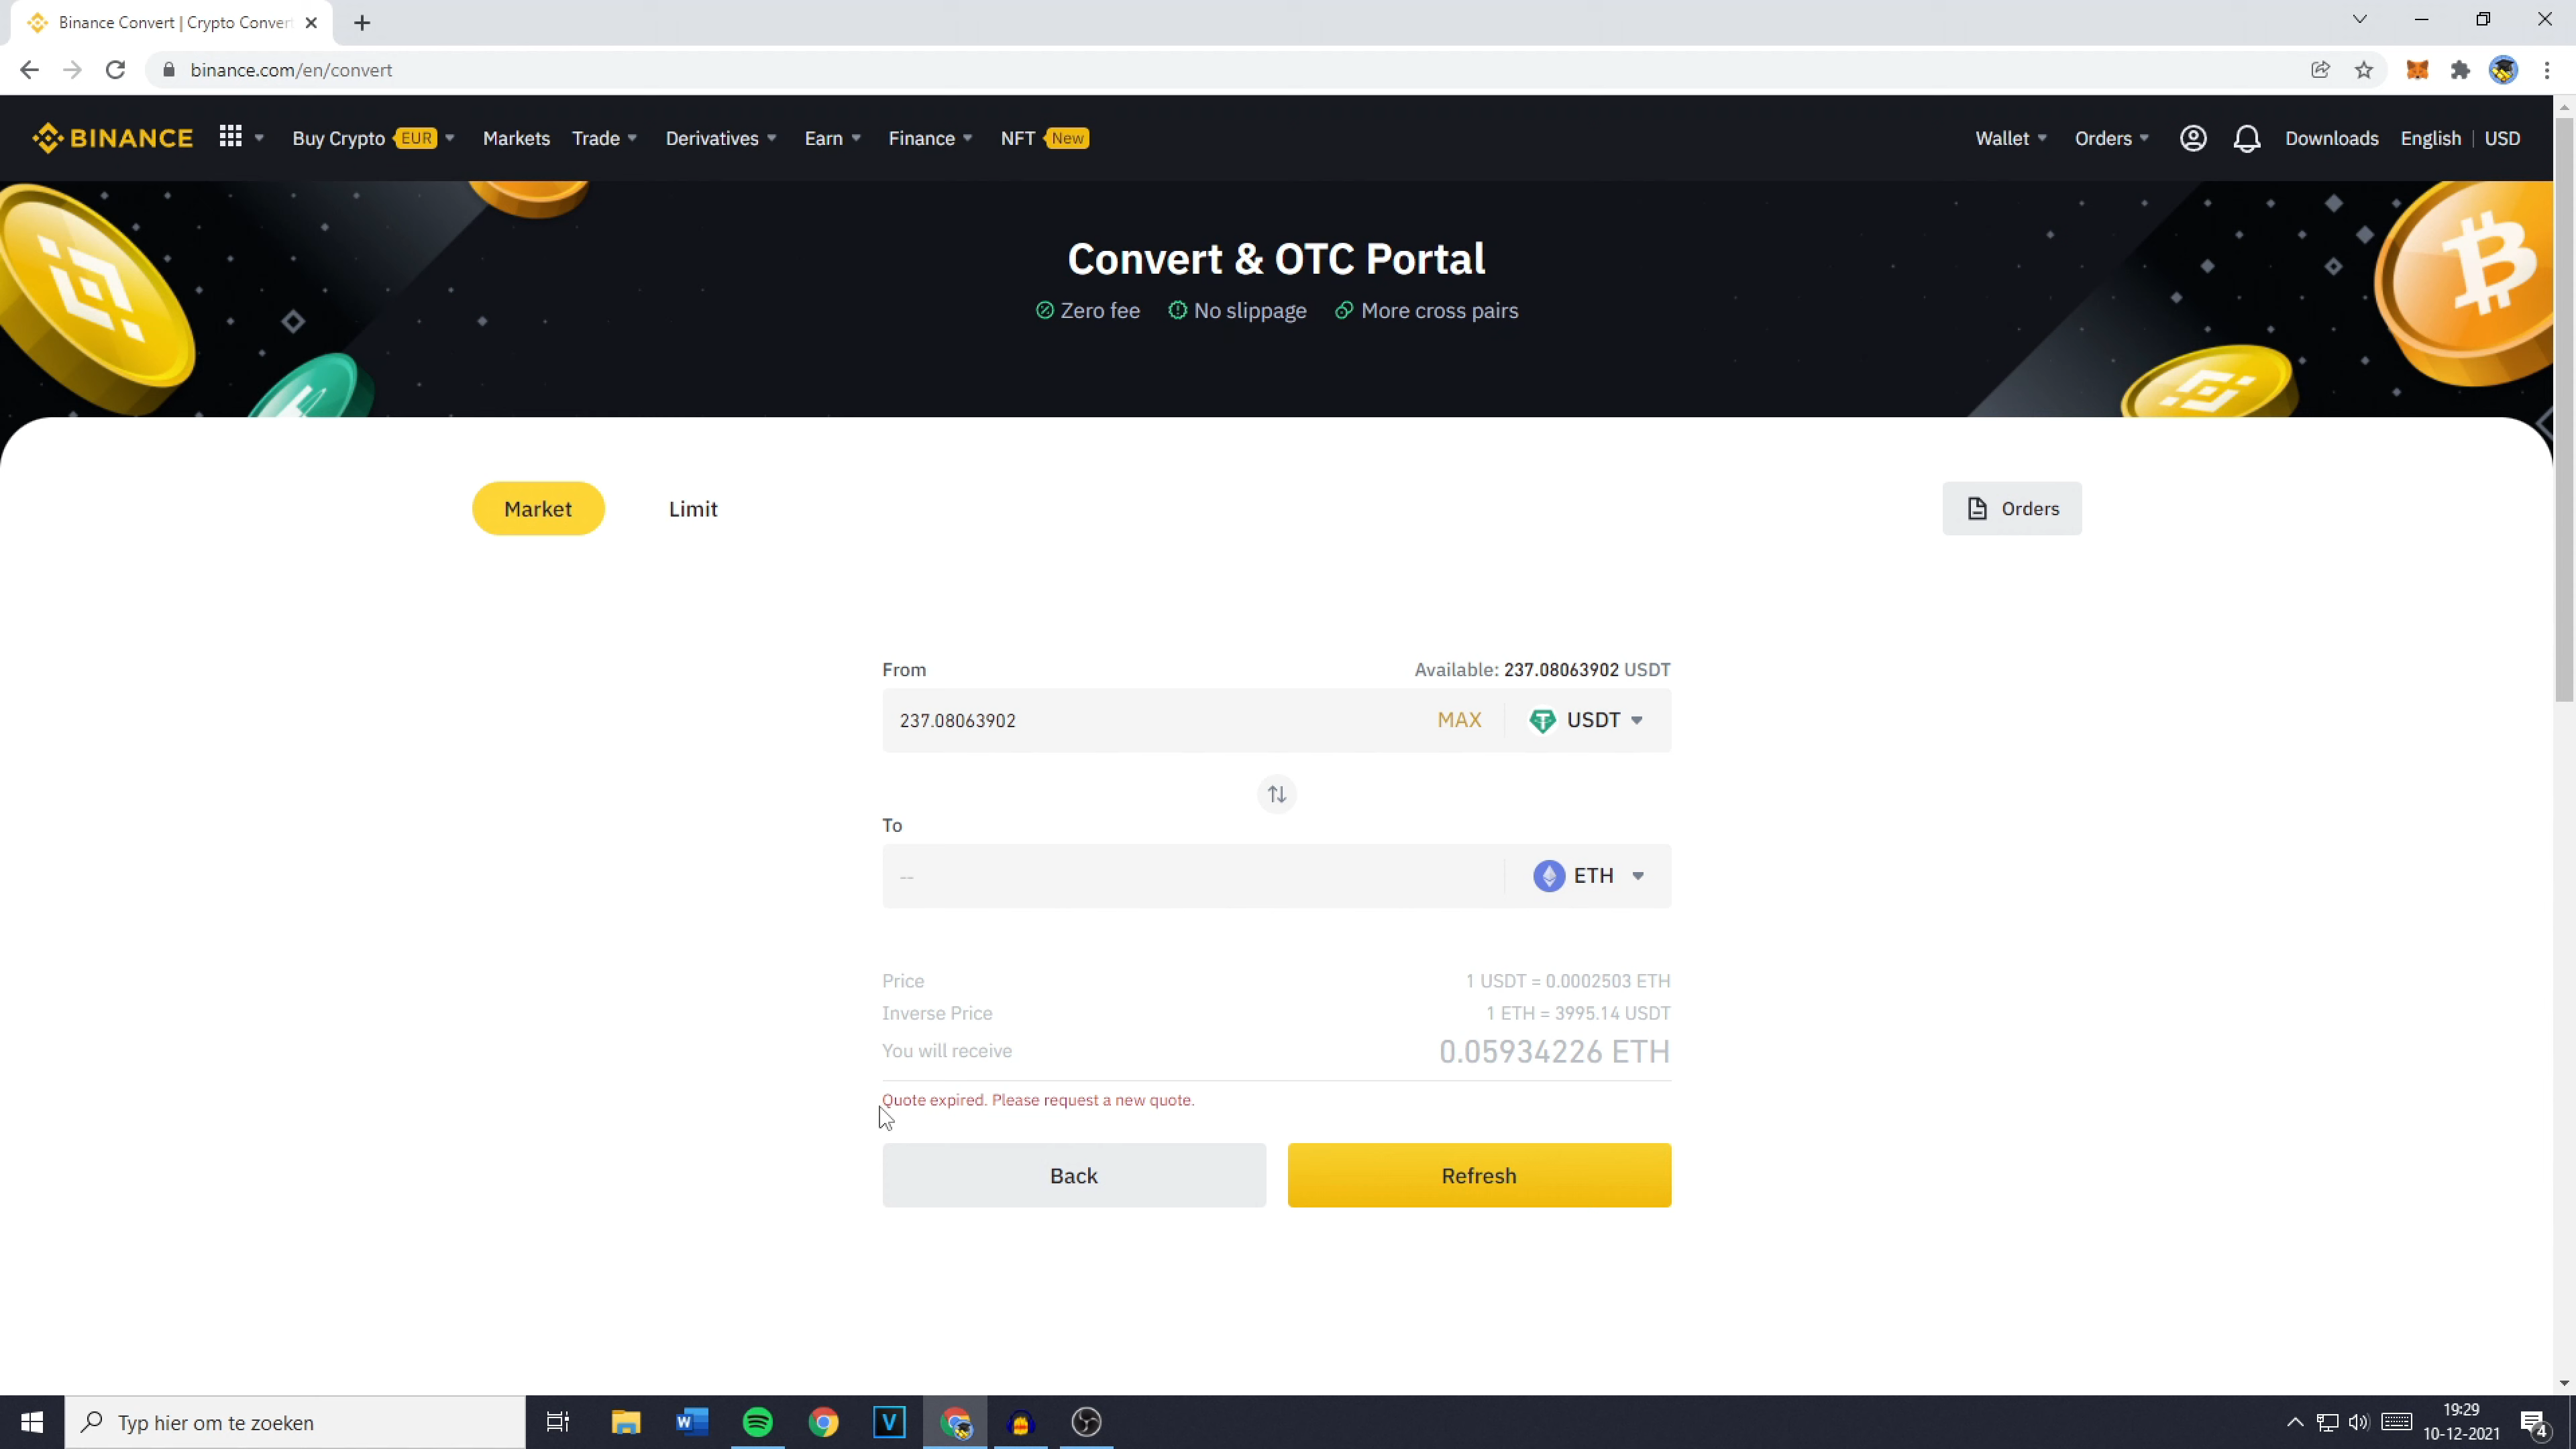 Binance Convert | Crypto Conver
binance.com/en/convert
BINANCE Buy Crypto EUR Markets Trade Derivatives Earn Finance NFT New Wallet Orders Downloads English | USD
Convert & OTC Portal
Zero fee No slippage More cross pairs
Market Limit Orders
From Available: 237.08063902 USDT
237.08063902 MAX USDT
To
-- ETH
Price 1 USDT = 0.0002503 ETH
Inverse Price 1 ETH = 3995.14 USDT
You will receive 0.05934226 ETH
Quote expired. Please request a new quote.
Back Refresh
Typ hier om te zoeken
19:29
10-12-2021
4